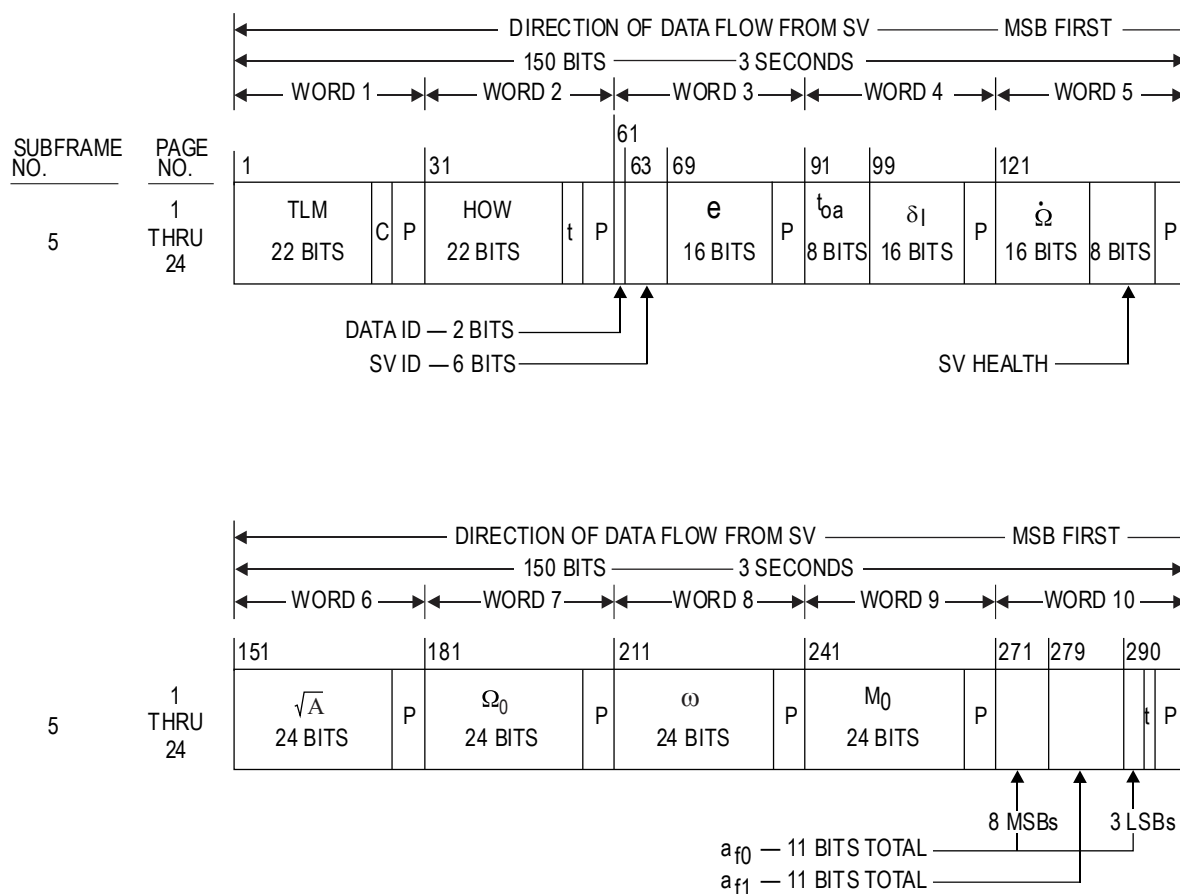 DIRECTION OF DATA FLOW FROM SV MSB FIRST
150 BITS 3 SECONDS
WORD 1 WORD 2 WORD 3 WORD 4 WORD 5
61
SUBFRAME NO. PAGE NO.
1 31 63 69 91 99 121
5 1 THRU 24
TLM 22 BITS C P HOW 22 BITS t P e 16 BITS P t_oa 8 BITS δI 16 BITS P Ω̇ 16 BITS 8 BITS P
DATA ID — 2 BITS
SV ID — 6 BITS SV HEALTH
DIRECTION OF DATA FLOW FROM SV MSB FIRST
150 BITS 3 SECONDS
WORD 6 WORD 7 WORD 8 WORD 9 WORD 10
151 181 211 241 271 279 290
5 1 THRU 24
√A 24 BITS P Ω₀ 24 BITS P ω 24 BITS P M₀ 24 BITS P t P
8 MSBs 3 LSBs
a_f0 — 11 BITS TOTAL
a_f1 — 11 BITS TOTAL